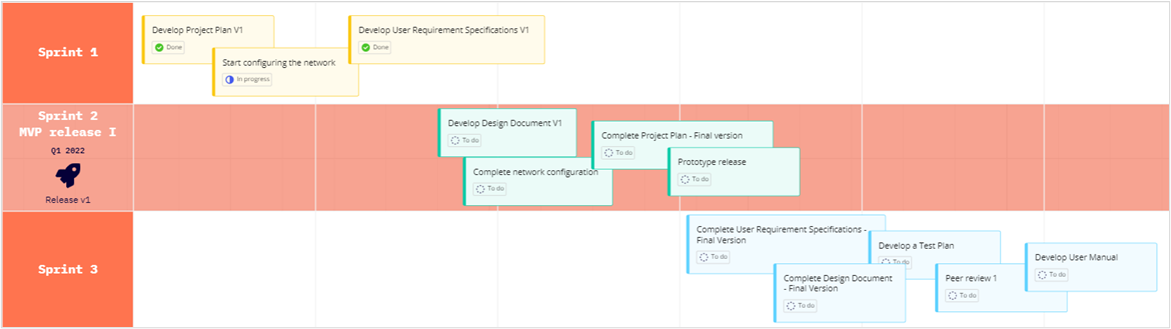 Sprint 1
Develop Project Plan V1
Done
Start configuring the network
In progress
Develop User Requirement Specifications V1
Done
Sprint 2
MVP release I
Q1 2022
Release v1
Develop Design Document V1
To do
Complete network configuration
To do
Complete Project Plan - Final version
To do
Prototype release
To do
Sprint 3
Complete User Requirement Specifications -
Final Version
To do
Complete Design Document
- Final Version
To do
Develop a Test Plan
To do
Peer review 1
To do
Develop User Manual
To do